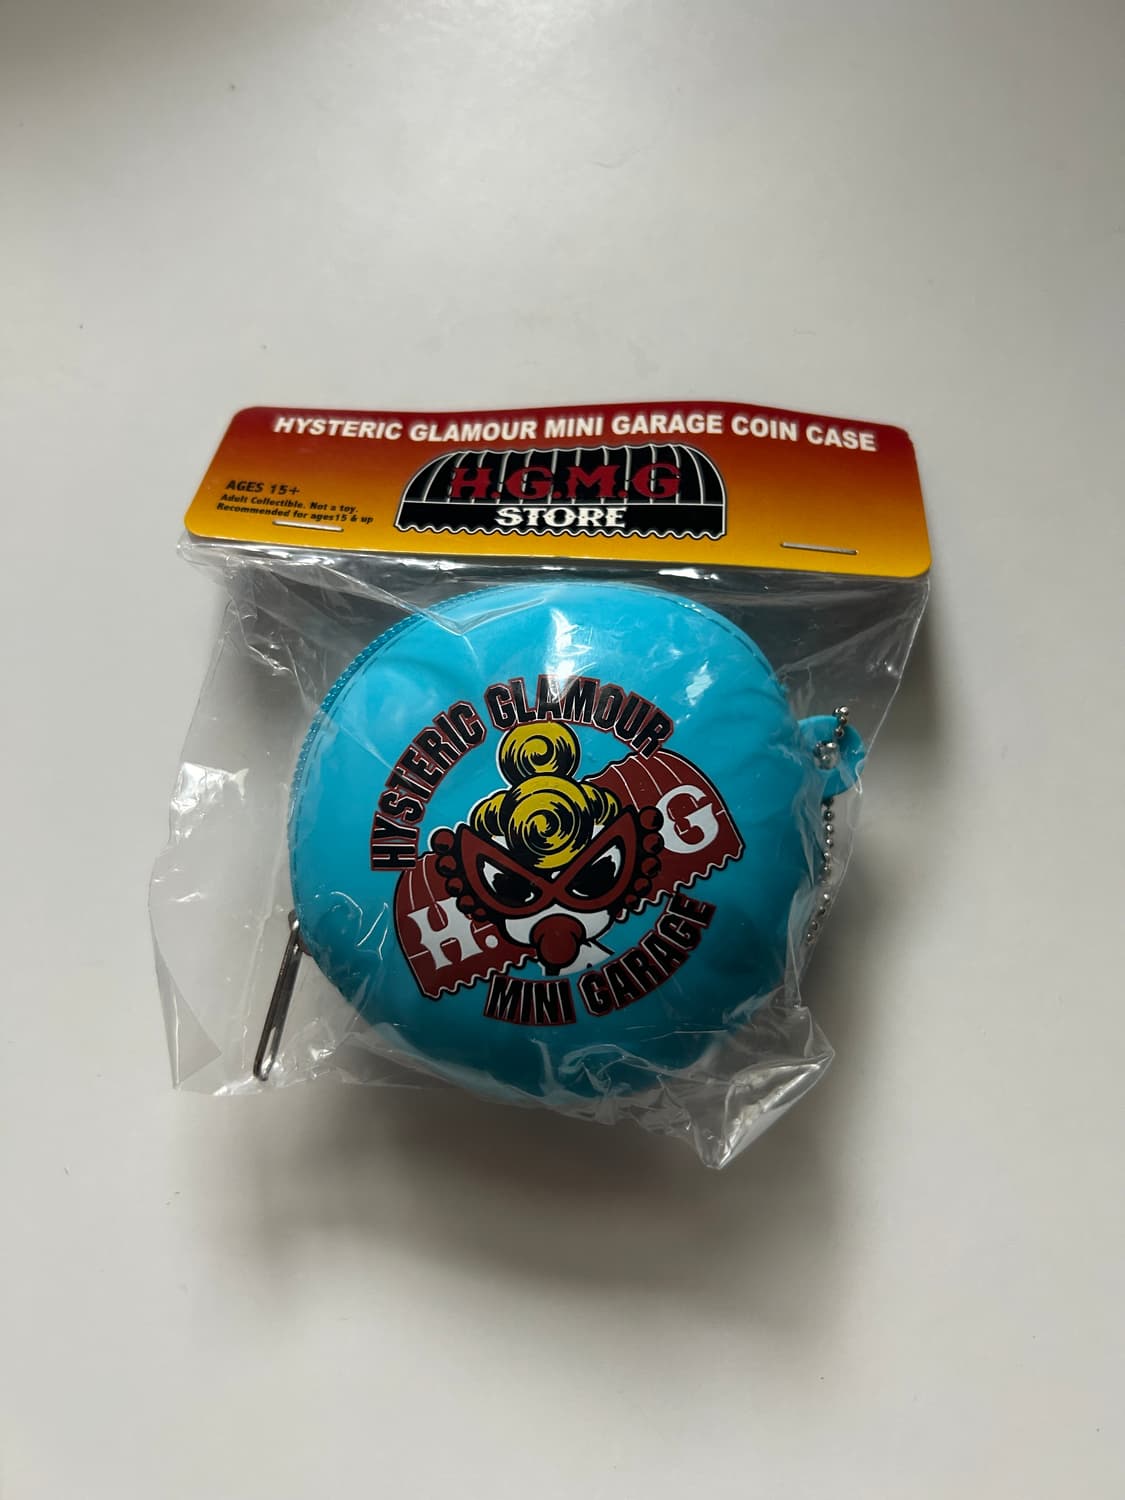 HYSTERIC GLAMOUR MINI GARAGE COIN CASE
H.G.M.G
STORE
AGES 15+
Adult Collectible. Not a toy.
Recommended for ages15 & up
HYSTERIC GLAMOUR
G
H.
MINI GARAGE